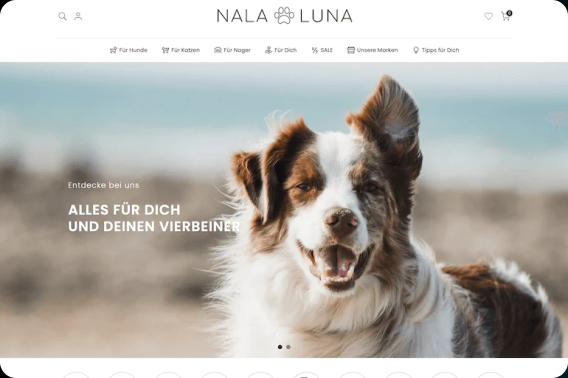 NALA LUNA
0
Für Hunde Für Katzen Für Nager Für Dich SALE Unsere Marken Tipps für Dich
Entdecke bei uns
ALLES FÜR DICH
UND DEINEN VIERBEINER